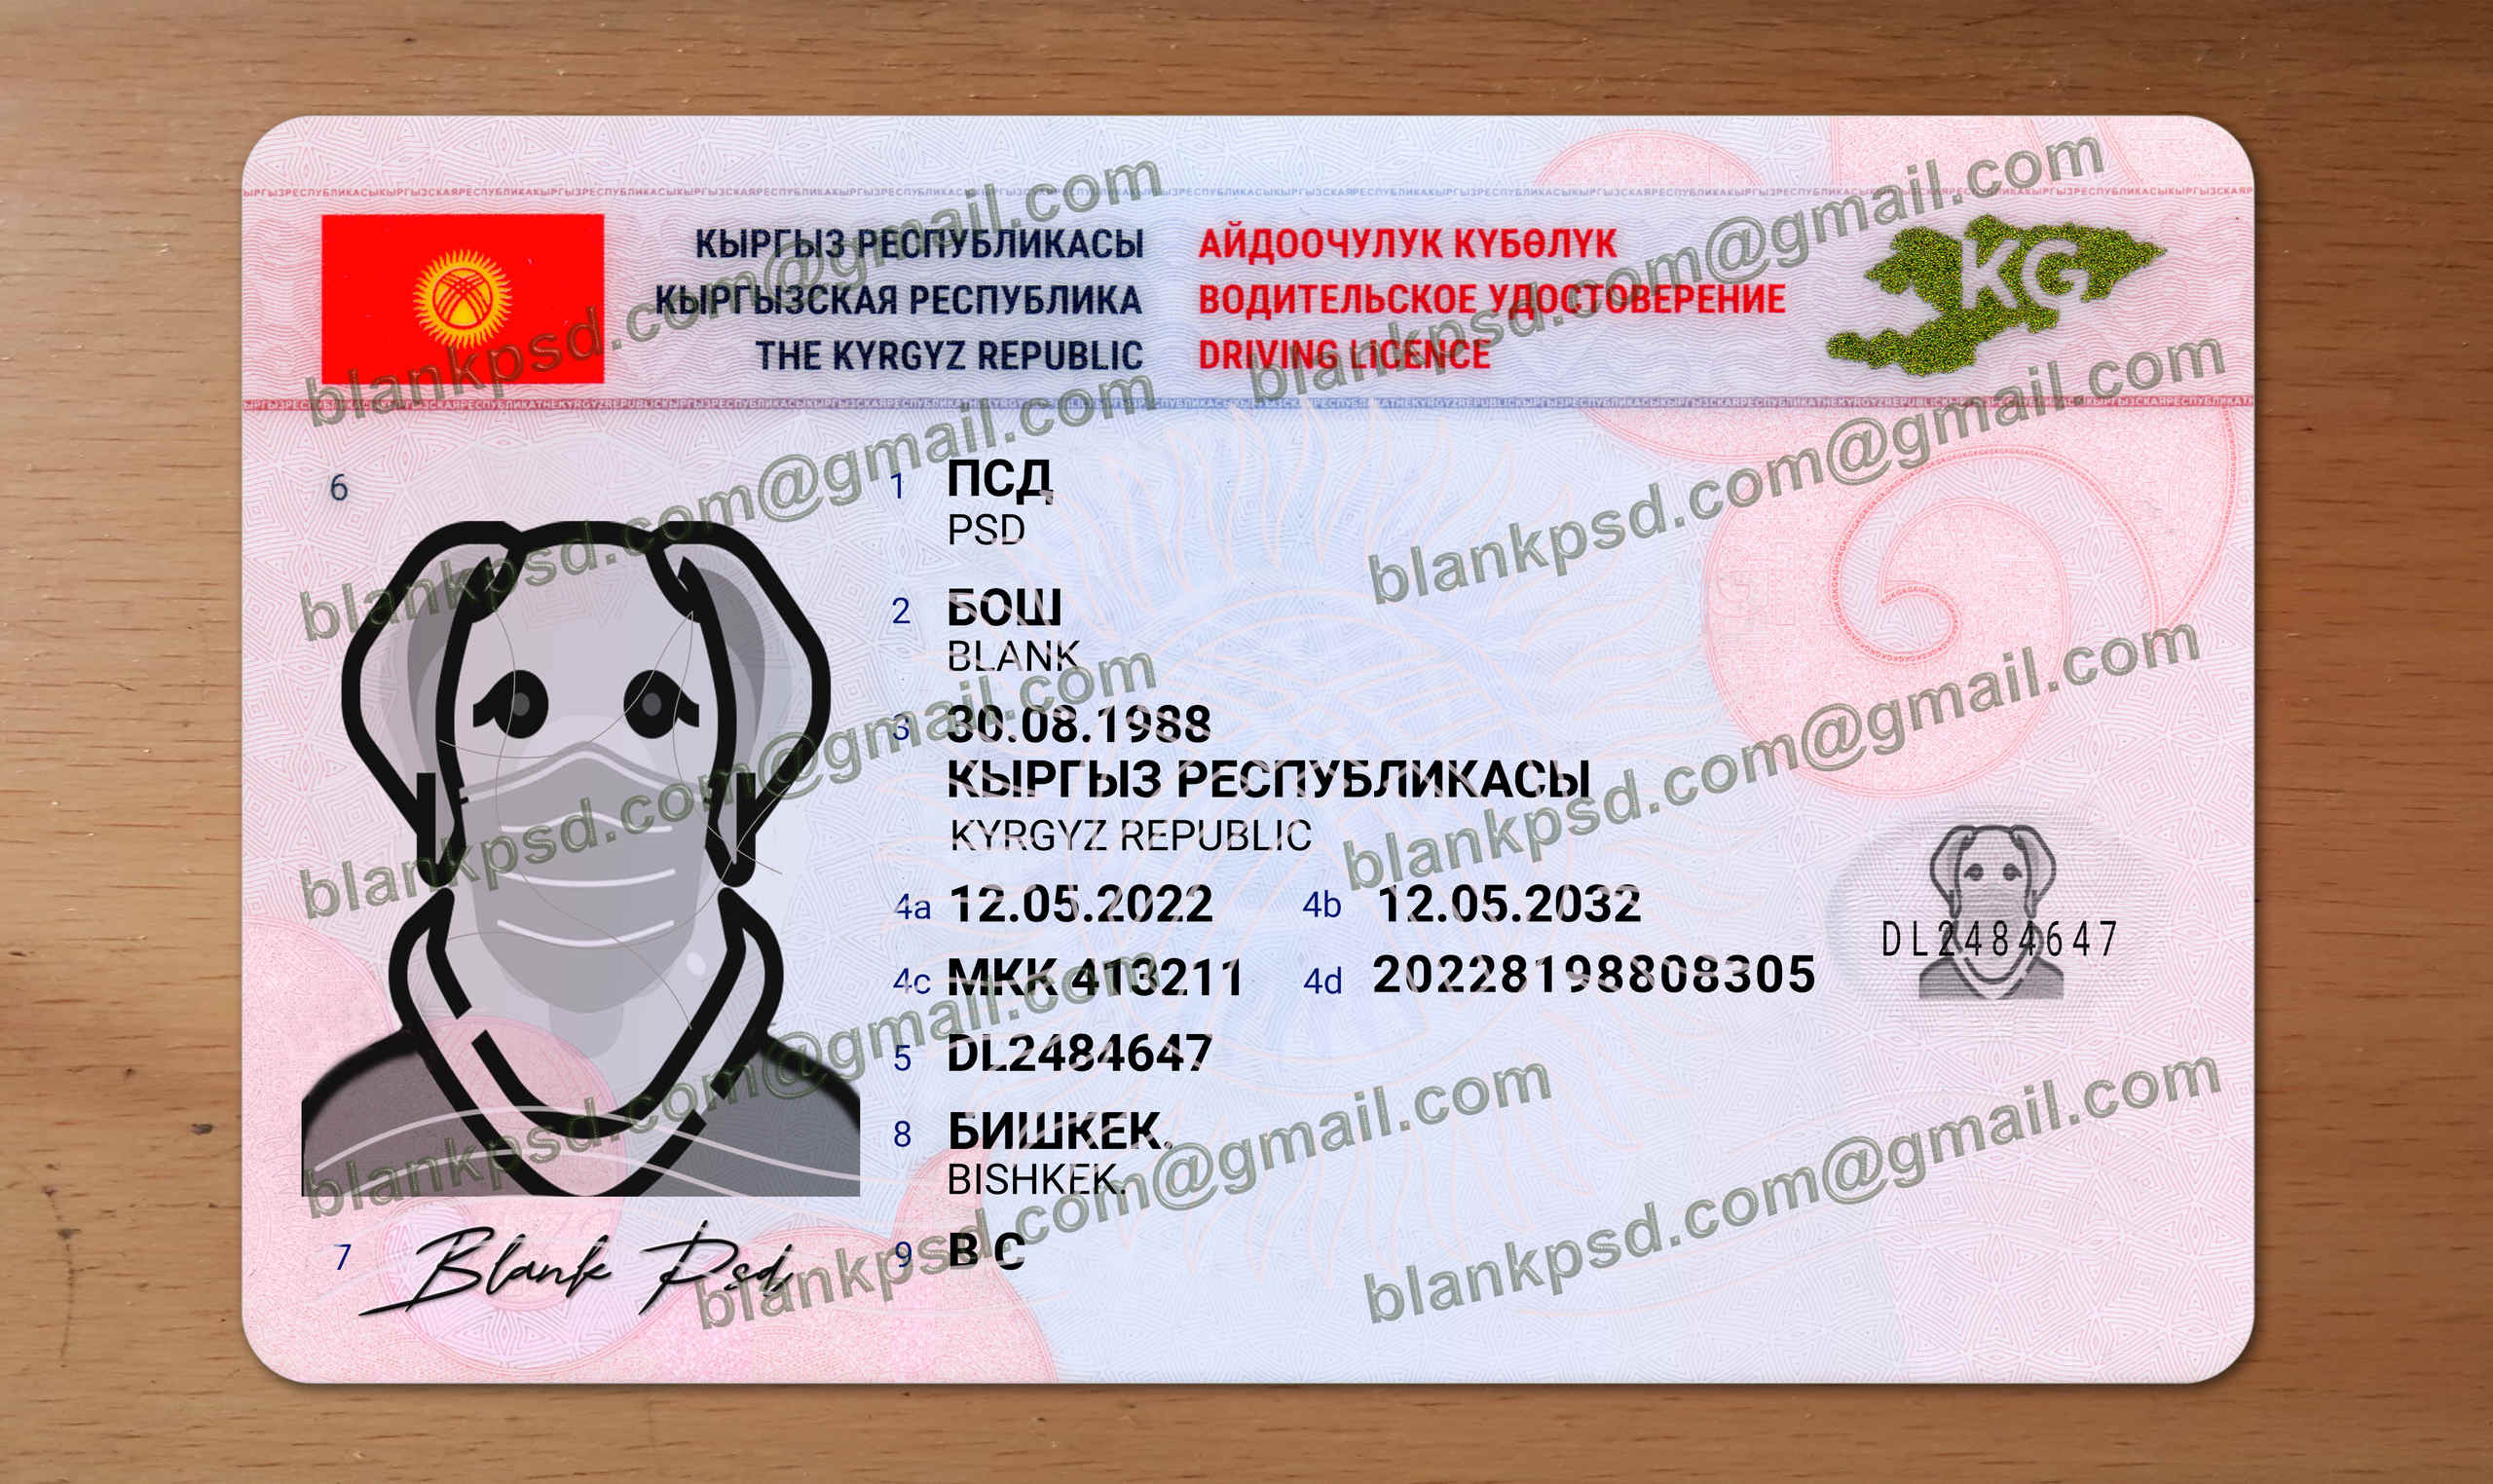 КЫРГЫЗ РЕСПУБЛИКАСЫ
КЫРГЫЗСКАЯ РЕСПУБЛИКА
THE KYRGYZ REPUBLIC
АЙДООЧУЛУК КҮБӨЛҮК
ВОДИТЕЛЬСКОЕ УДОСТОВЕРЕНИЕ
DRIVING LICENCE
KG
6
1 ПСД
PSD
2 БОШ
BLANK
3 30.08.1988
КЫРГЫЗ РЕСПУБЛИКАСЫ
KYRGYZ REPUBLIC
4a 12.05.2022 4b 12.05.2032
4c МКК 413211 4d 20228198808305
5 DL2484647
8 БИШКЕК.
BISHKEK.
9 B C
7 Blank Psd
DL2484647
blankpsd.com@gmail.com
blankpsd.com@gmail.com
blankpsd.com@gmail.com
blankpsd.com@gmail.com
blankpsd.com@gmail.com
blankpsd.com@gmail.com
blankpsd.com@gmail.com
blankpsd.com@gmail.com
blankpsd.com@gmail.com